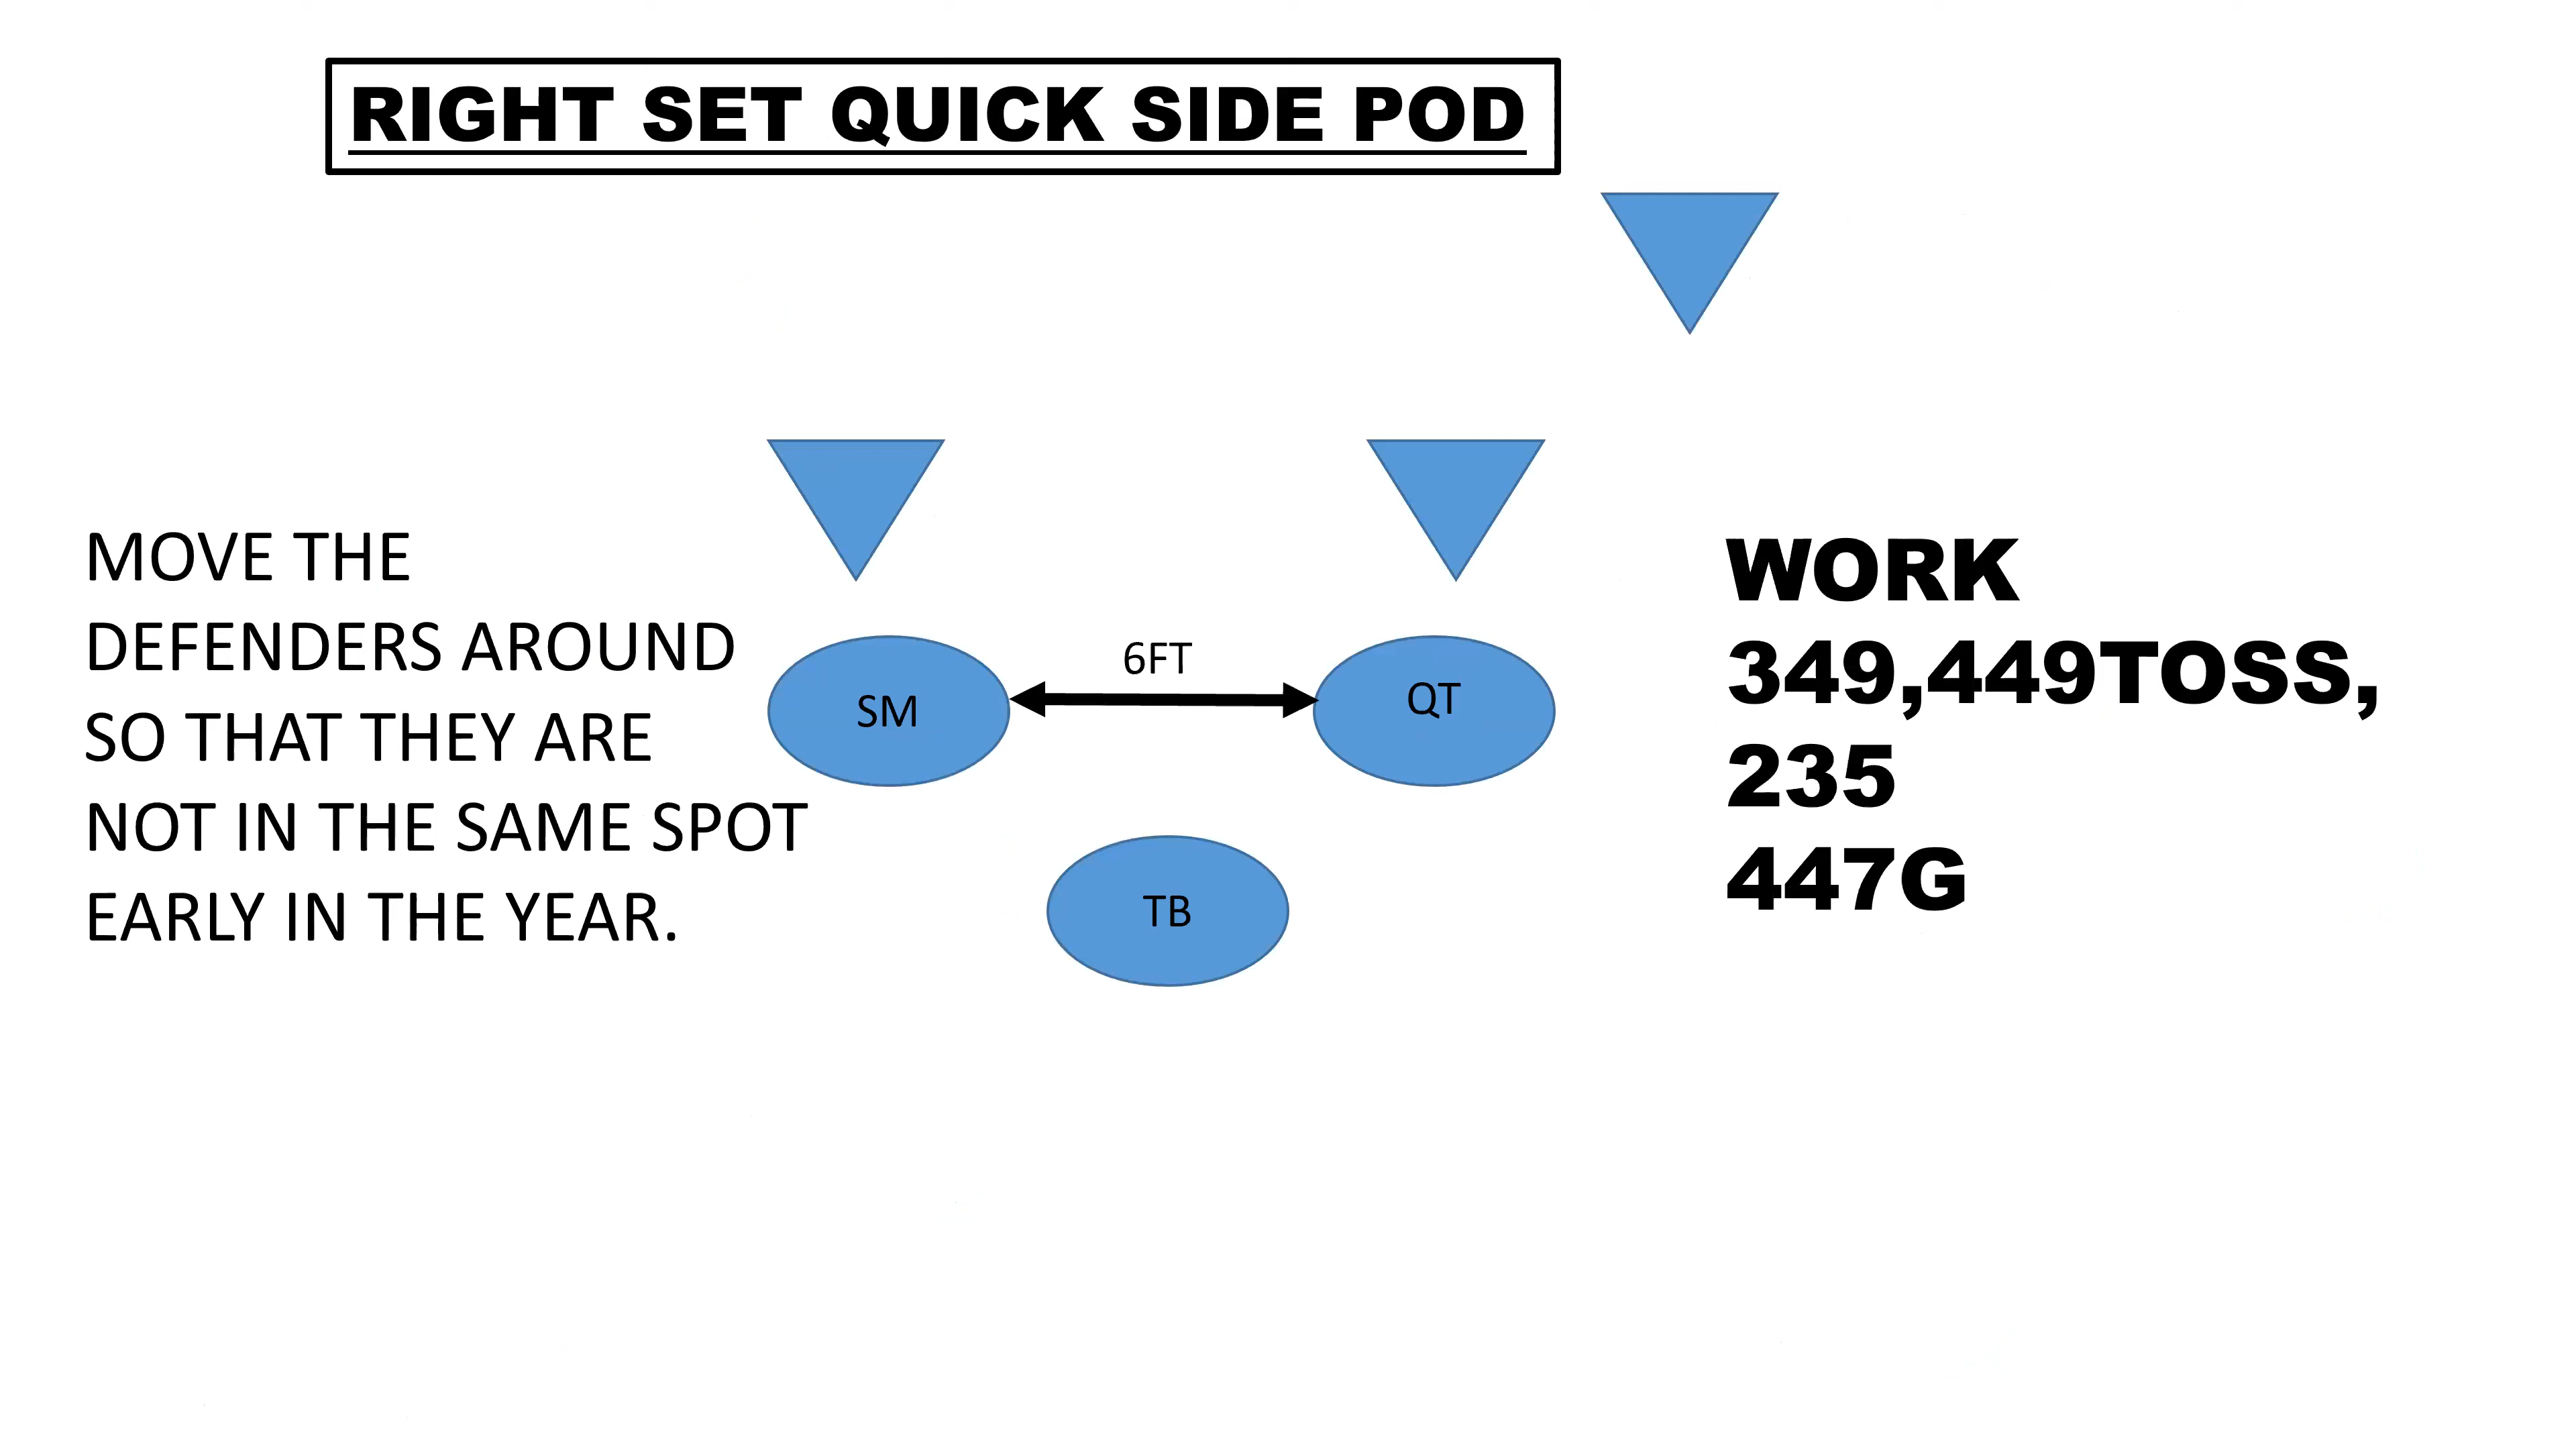 RIGHT SET QUICK SIDE POD
MOVE THE
DEFENDERS AROUND
SO THAT THEY ARE
NOT IN THE SAME SPOT
EARLY IN THE YEAR.
6FT
SM
QT
TB
WORK
349,449TOSS,
235
447G